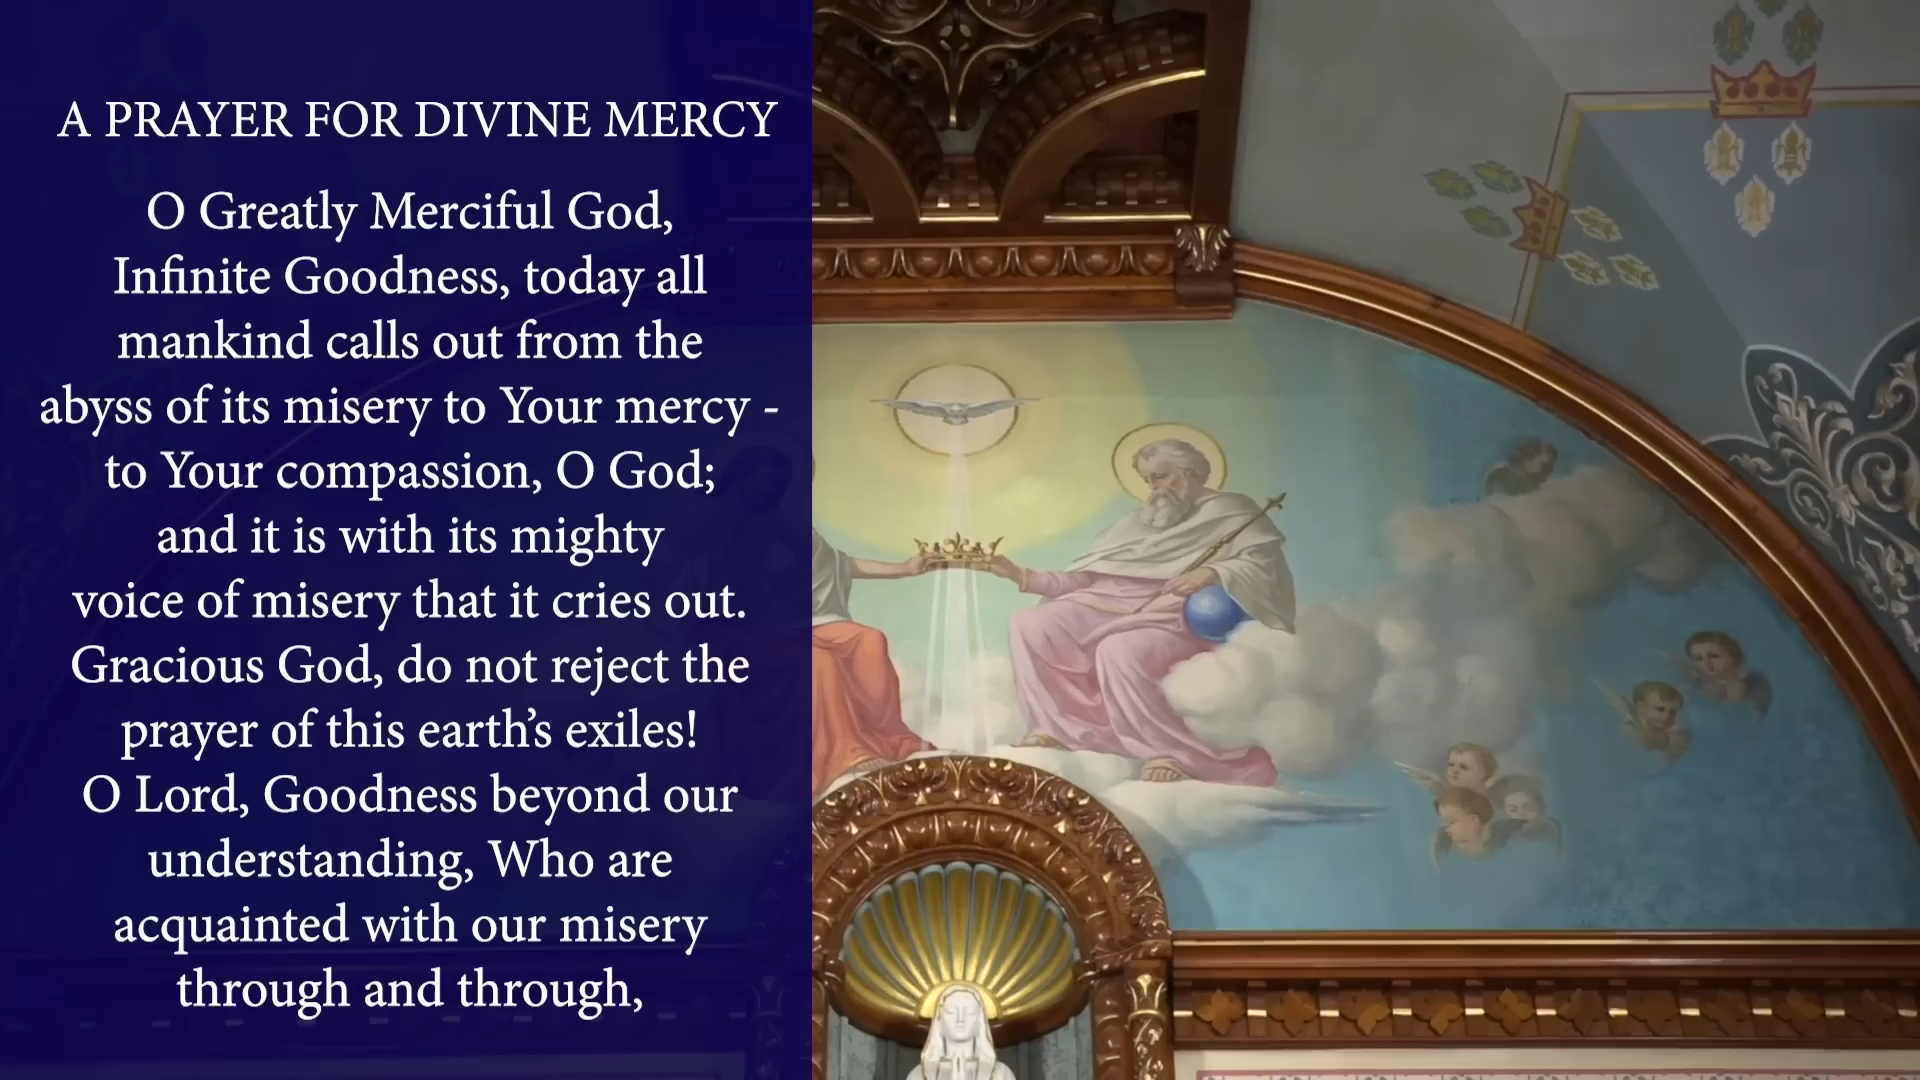 A PRAYER FOR DIVINE MERCY
O Greatly Merciful God,
Infinite Goodness, today all
mankind calls out from the
abyss of its misery to Your mercy -
to Your compassion, O God;
and it is with its mighty
voice of misery that it cries out.
Gracious God, do not reject the
prayer of this earth’s exiles!
O Lord, Goodness beyond our
understanding, Who are
acquainted with our misery
through and through,